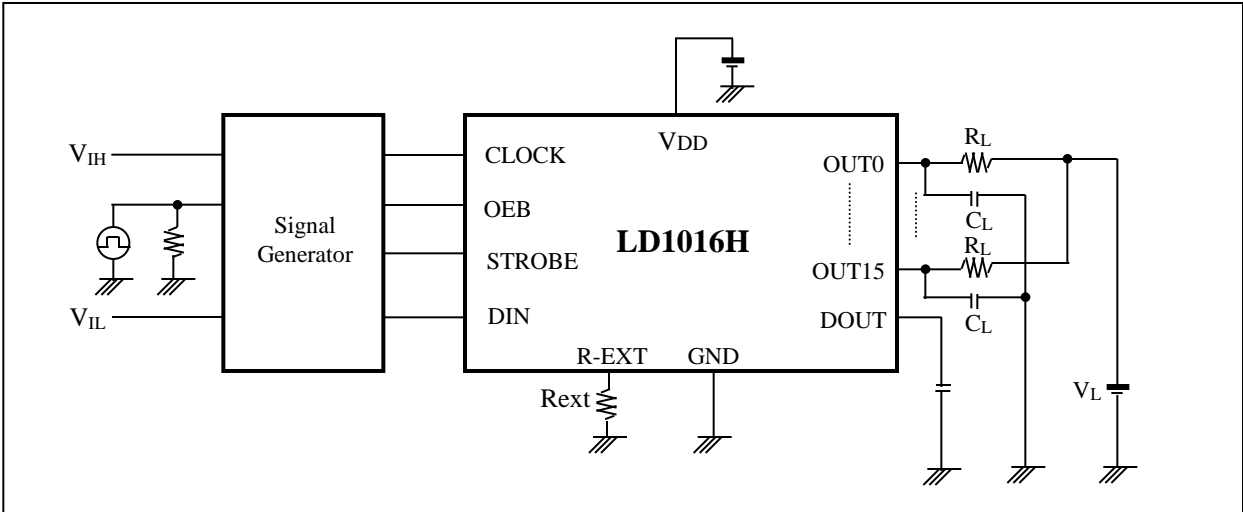 VDD
VIH
CLOCK
OUT0
RL
OEB
Signal
Generator
LD1016H
CL
STROBE
RL
OUT15
VIL
DIN
DOUT
CL
R-EXT
GND
Rext
VL